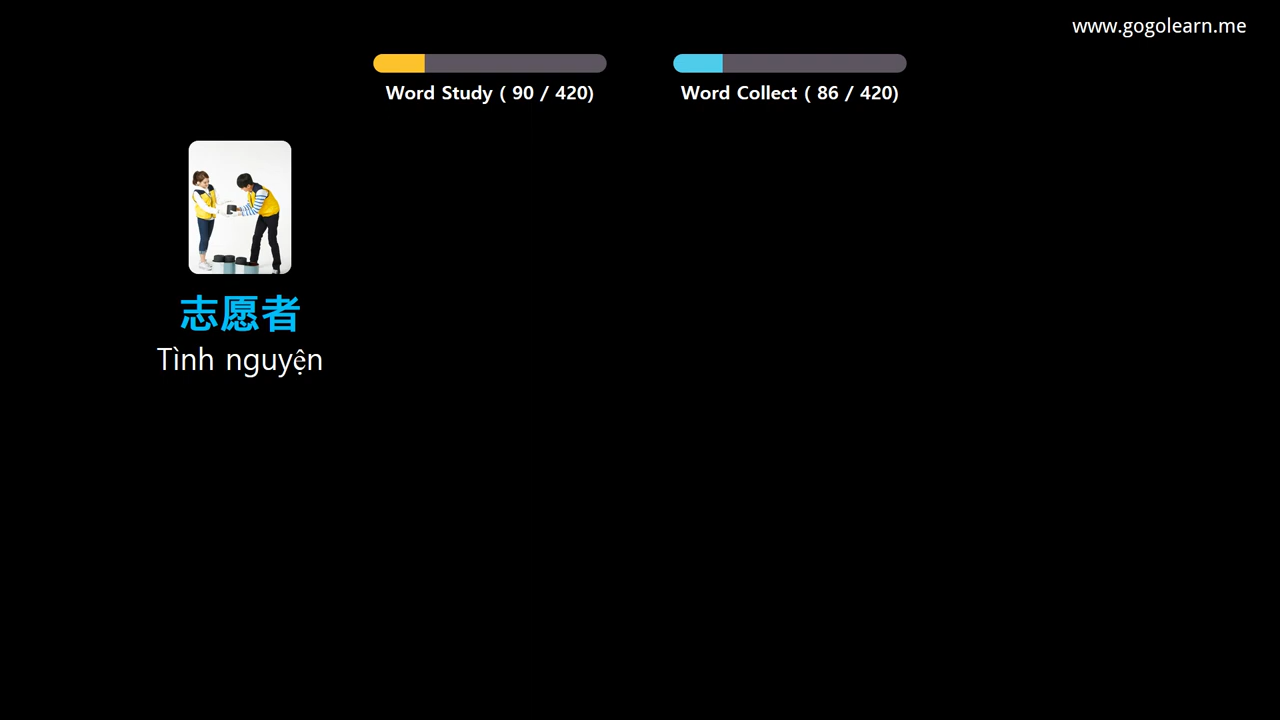 www.gogolearn.me
Word Study ( 90 / 420)
Word Collect ( 86 / 420)
志愿者
Tình nguyện